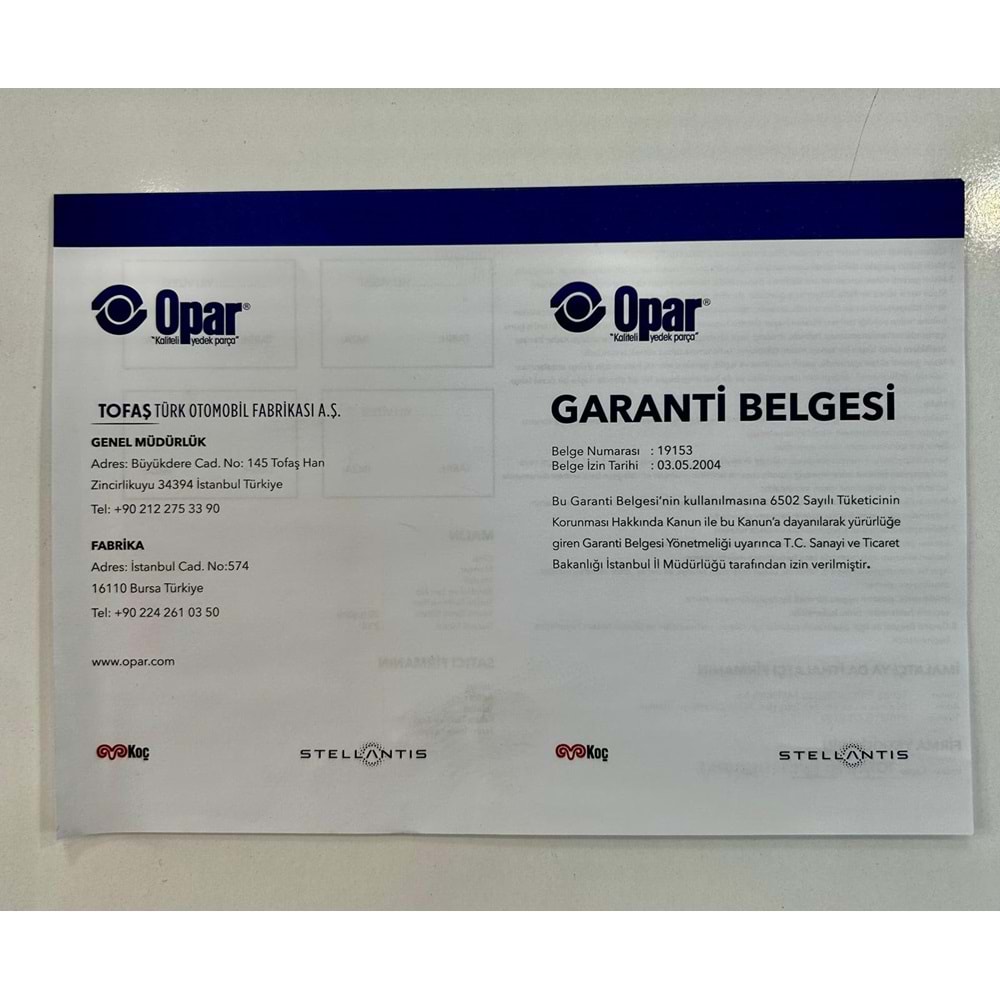 Opar®
"Kaliteli yedek parça"
TOFAŞ TÜRK OTOMOBİL FABRİKASI A.Ş.
GENEL MÜDÜRLÜK
Adres: Büyükdere Cad. No: 145 Tofaş Han
Zincirlikuyu 34394 İstanbul Türkiye
Tel: +90 212 275 33 90
FABRİKA
Adres: İstanbul Cad. No:574
16110 Bursa Türkiye
Tel: +90 224 261 03 50
www.opar.com
Koç
STELLANTIS
Opar®
"Kaliteli yedek parça"
GARANTİ BELGESİ
Belge Numarası : 19153
Belge İzin Tarihi : 03.05.2004
Bu Garanti Belgesi'nin kullanılmasına 6502 Sayılı Tüketicinin
Korunması Hakkında Kanun ile bu Kanun'a dayanılarak yürürlüğe
giren Garanti Belgesi Yönetmeliği uyarınca T.C. Sanayi ve Ticaret
Bakanlığı İstanbul İl Müdürlüğü tarafından izin verilmiştir.
Koç
STELLANTIS